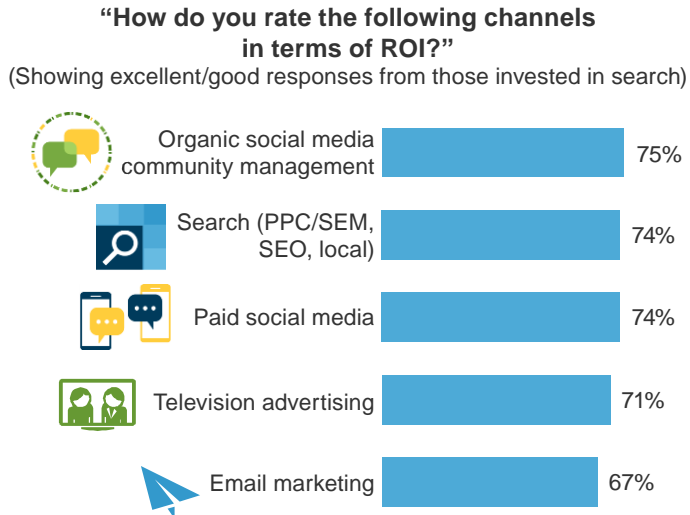 “How do you rate the following channels
in terms of ROI?”
(Showing excellent/good responses from those invested in search)
Organic social media
community management
75%
Search (PPC/SEM,
SEO, local)
74%
Paid social media
74%
Television advertising
71%
Email marketing
67%